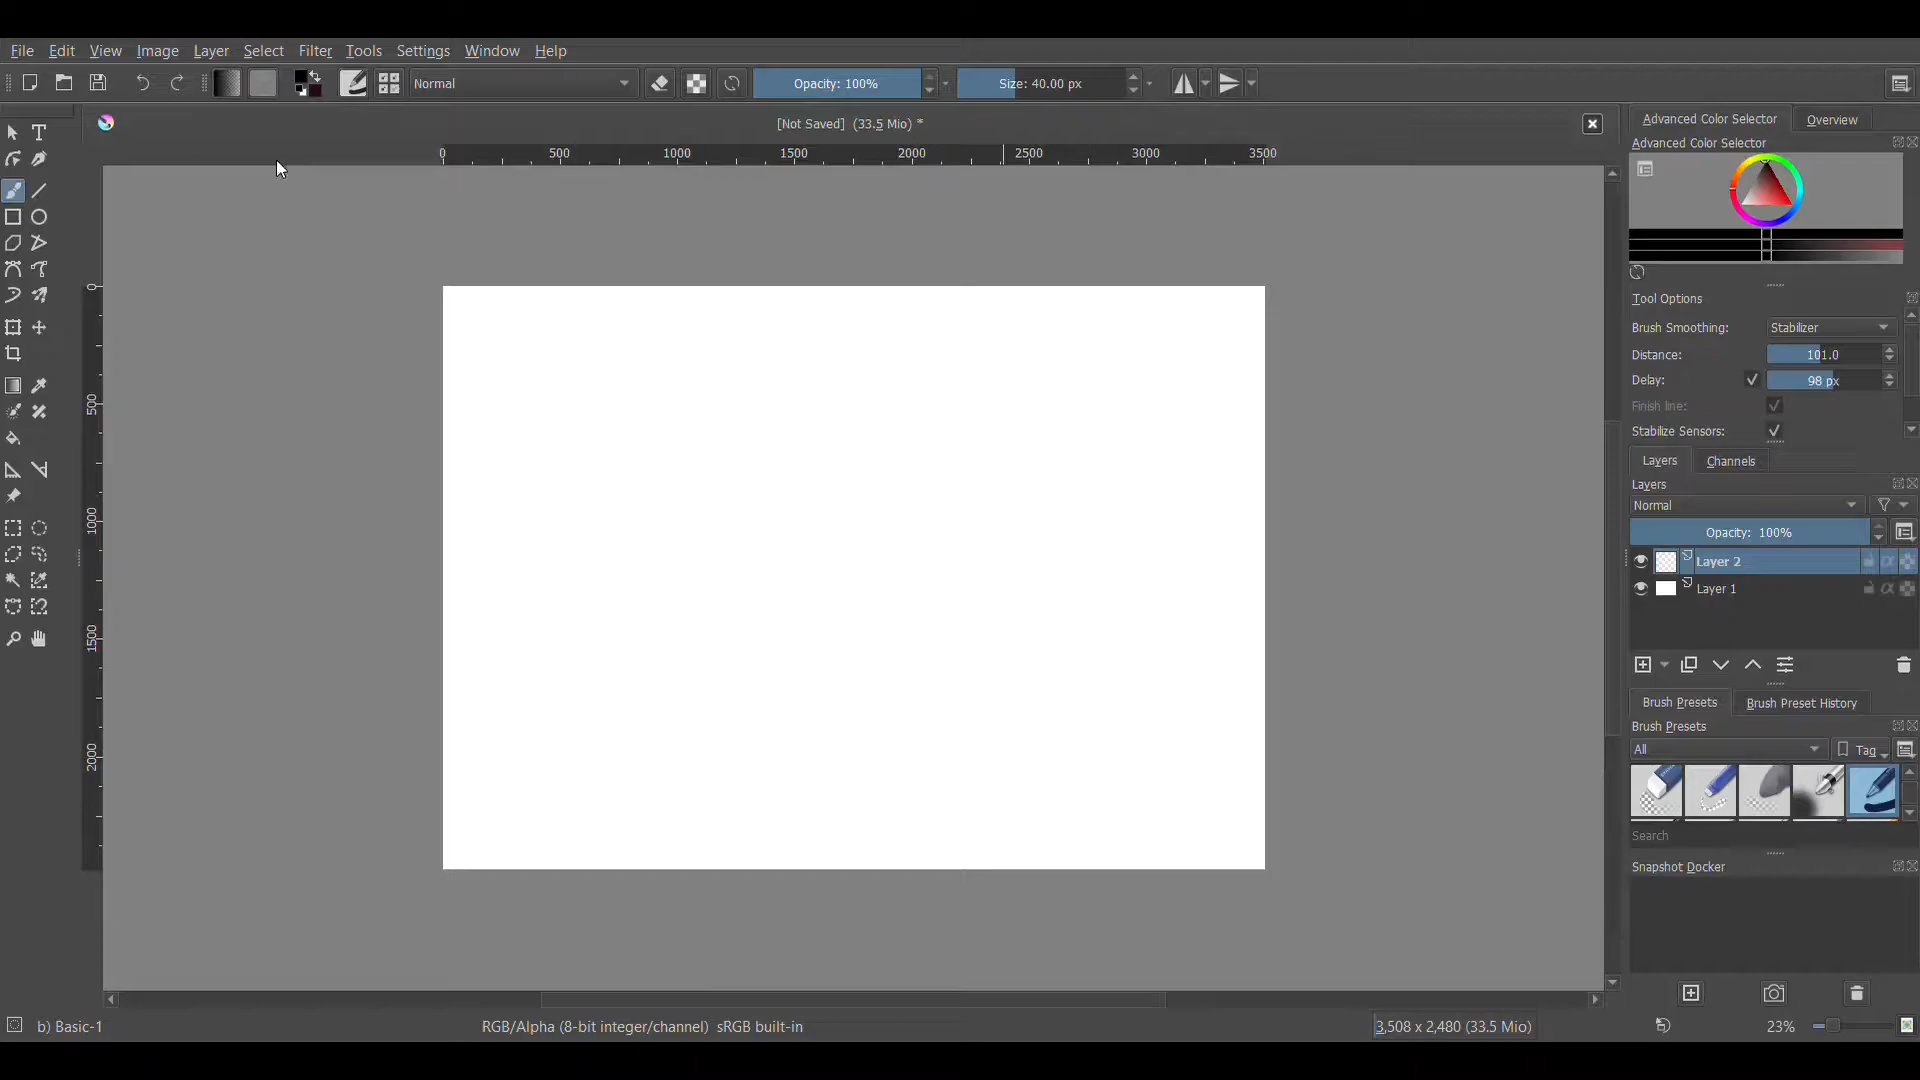 File Edit View Image Layer Select Filter Tools Settings Window Help
Normal Opacity: 100% Size: 40.00 px
[Not Saved] (33.5 Mio) *
0 500 1000 1500 2000 2500 3000 3500
0
500
1000
1500
2000
Advanced Color Selector Overview
Advanced Color Selector
Tool Options
Brush Smoothing: Stabilizer
Distance: 101.0
Delay: 98 px
Finish line:
Stabilize Sensors:
Layers Channels
Layers
Normal
Opacity: 100%
Layer 2
Layer 1
Brush Presets Brush Preset History
Brush Presets
All Tag
Search
Snapshot Docker
b) Basic-1 RGB/Alpha (8-bit integer/channel) sRGB built-in 3,508 x 2,480 (33.5 Mio) 23%